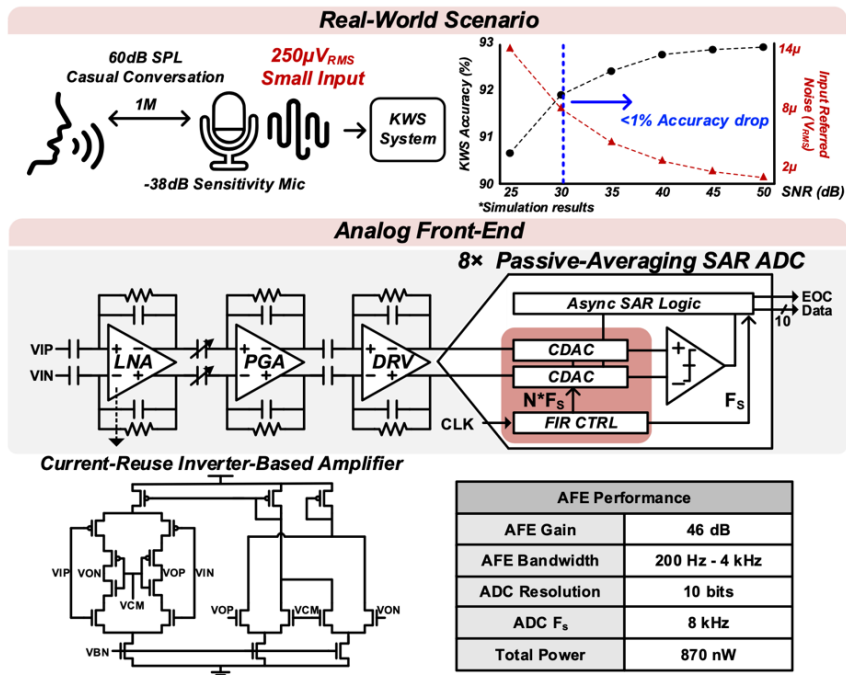 Real-World Scenario
60dB SPL
Casual Conversation
1M
250µVRMS
Small Input
KWS
System
-38dB Sensitivity Mic
KWS Accuracy (%)
93
92
91
90
25
30
35
40
45
50
SNR (dB)
14µ
8µ
2µ
Input Referred
Noise (VRMS)
<1% Accuracy drop
*Simulation results
Analog Front-End
8× Passive-Averaging SAR ADC
Async SAR Logic
EOC
Data
10
VIP
VIN
LNA
PGA
DRV
CDAC
CDAC
N*FS
FS
CLK
FIR CTRL
Current-Reuse Inverter-Based Amplifier
VIP
VON
VOP
VIN
VCM
VBN
VOP
VCM
VON
AFE Performance
AFE Gain 46 dB
AFE Bandwidth 200 Hz - 4 kHz
ADC Resolution 10 bits
ADC Fs 8 kHz
Total Power 870 nW